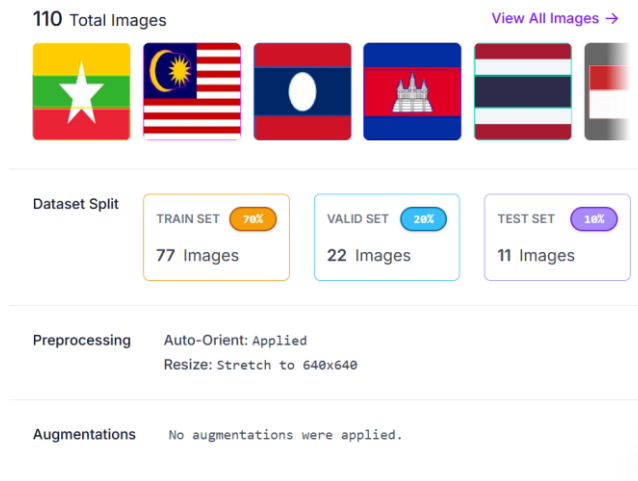 110 Total Images
View All Images →
Dataset Split
TRAIN SET 70%
77 Images
VALID SET 20%
22 Images
TEST SET 10%
11 Images
Preprocessing
Auto-Orient: Applied
Resize: Stretch to 640x640
Augmentations
No augmentations were applied.